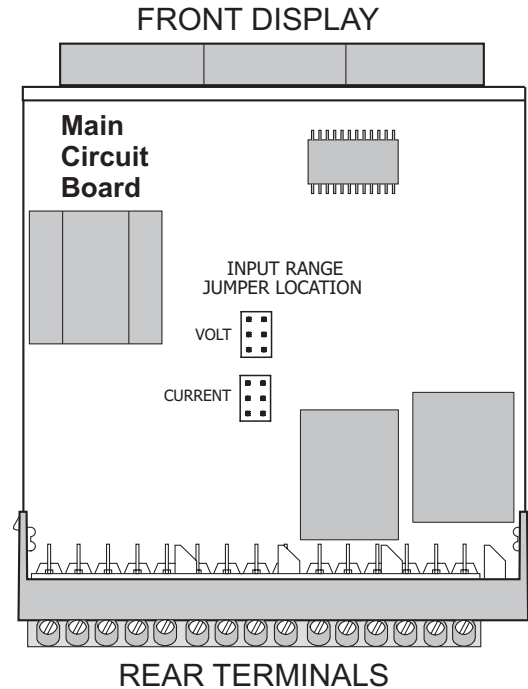 FRONT DISPLAY
Main
Circuit
Board
INPUT RANGE
JUMPER LOCATION
VOLT
CURRENT
REAR TERMINALS